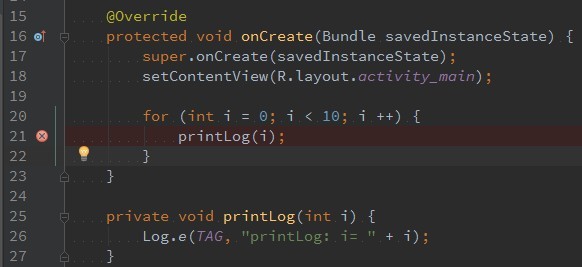 15 @Override
16 protected void onCreate(Bundle savedInstanceState) {
17 super.onCreate(savedInstanceState);
18 setContentView(R.layout.activity_main);
19
20 for (int i = 0; i < 10; i ++) {
21 printLog(i);
22 }
23 }
24
25 private void printLog(int i) {
26 Log.e(TAG, "printLog: i= " + i);
27 }